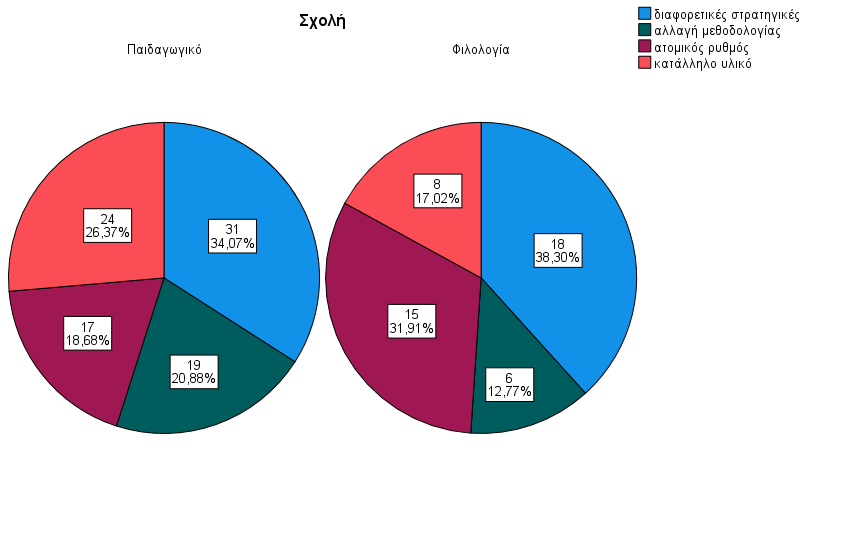 Σχολή
Παιδαγωγικό
Φιλολογία
διαφορετικές στρατηγικές
αλλαγή μεθοδολογίας
ατομικός ρυθμός
κατάλληλο υλικό
24
26,37%
31
34,07%
17
18,68%
19
20,88%
8
17,02%
18
38,30%
15
31,91%
6
12,77%